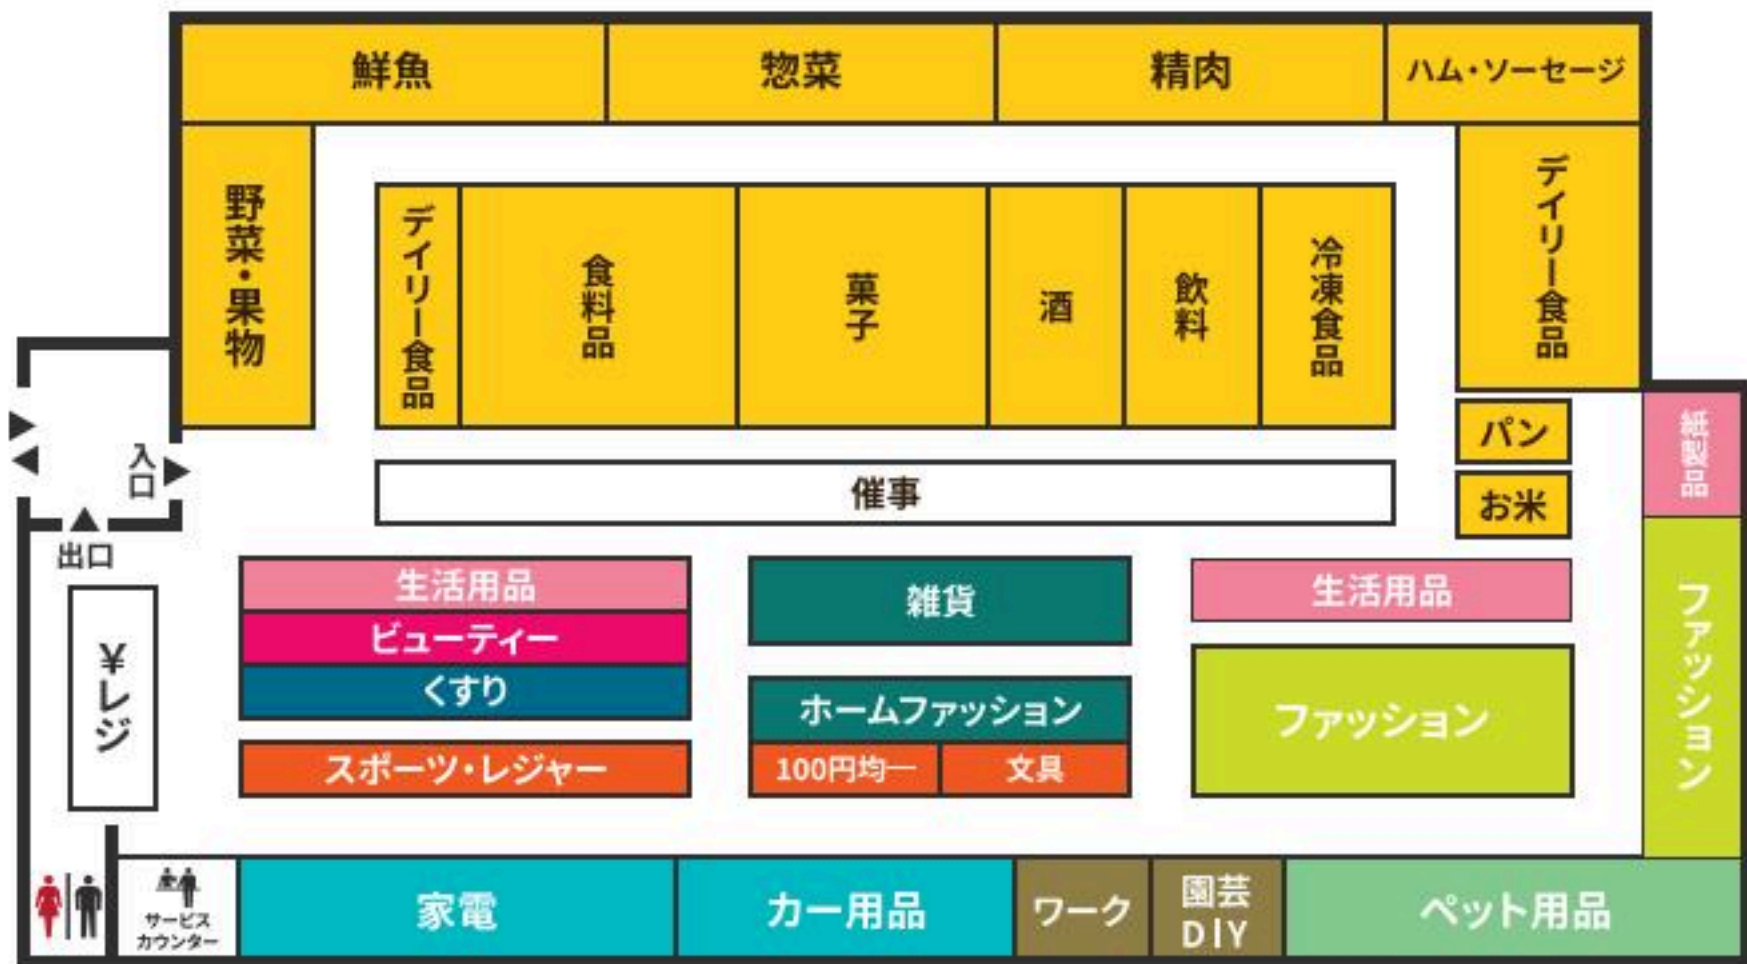 鮮魚
惣菜
精肉
ハム・ソーセージ
野菜・果物
デイリー食品
食料品
菓子
酒
飲料
冷凍食品
デイリー食品
パン
お米
紙製品
入口
出口
催事
¥レジ
生活用品
ビューティー
くすり
スポーツ・レジャー
雑貨
ホームファッション
100円均一
文具
生活用品
ファッション
ファッション
サービス
カウンター
家電
カー用品
ワーク
園芸
DIY
ペット用品